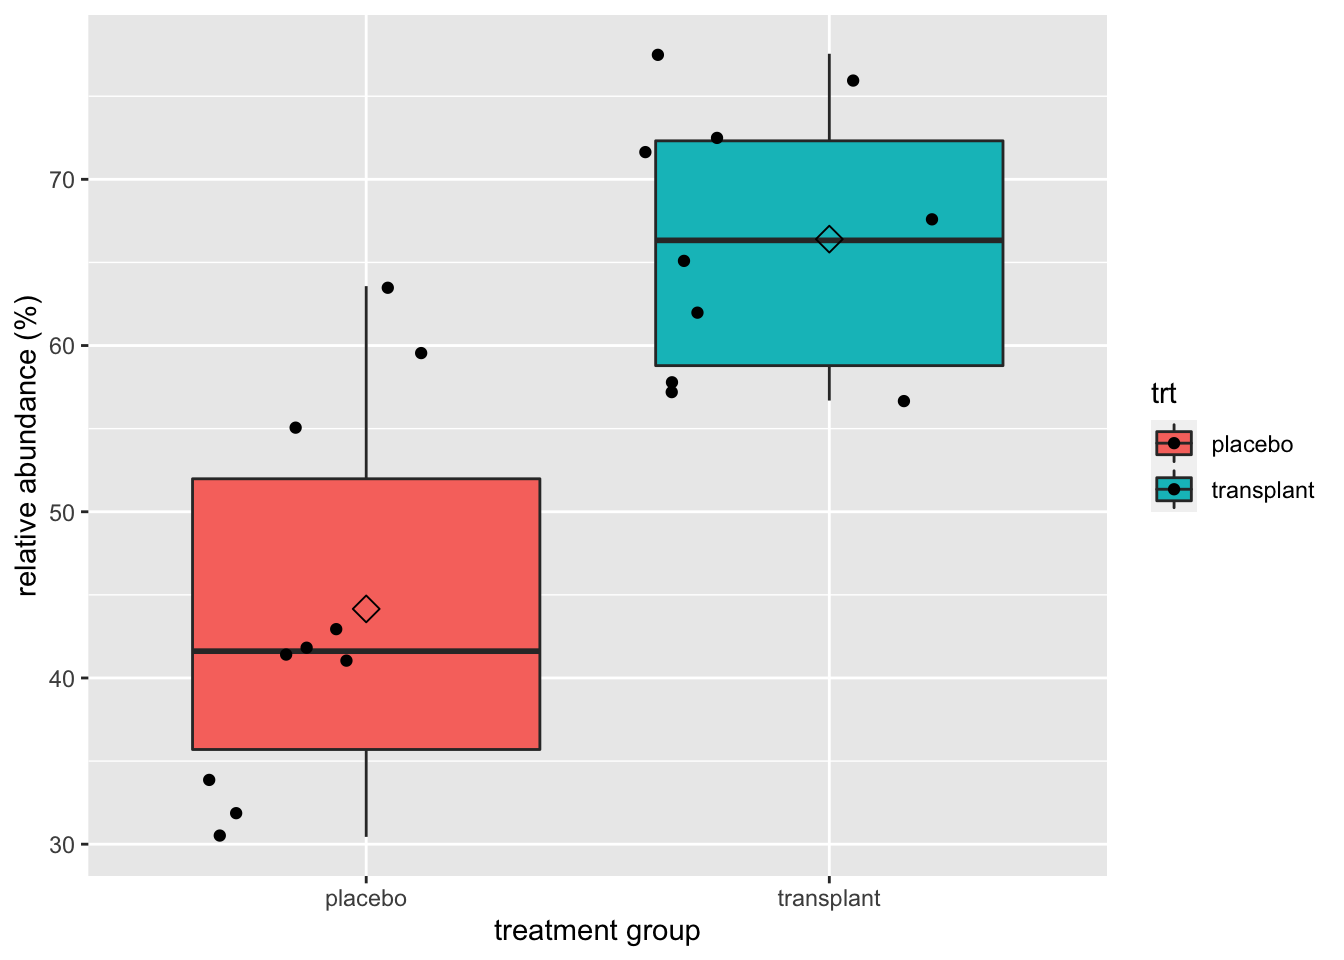 relative abundance (%)
70
60
50
40
30
placebo
transplant
treatment group
trt
placebo
transplant